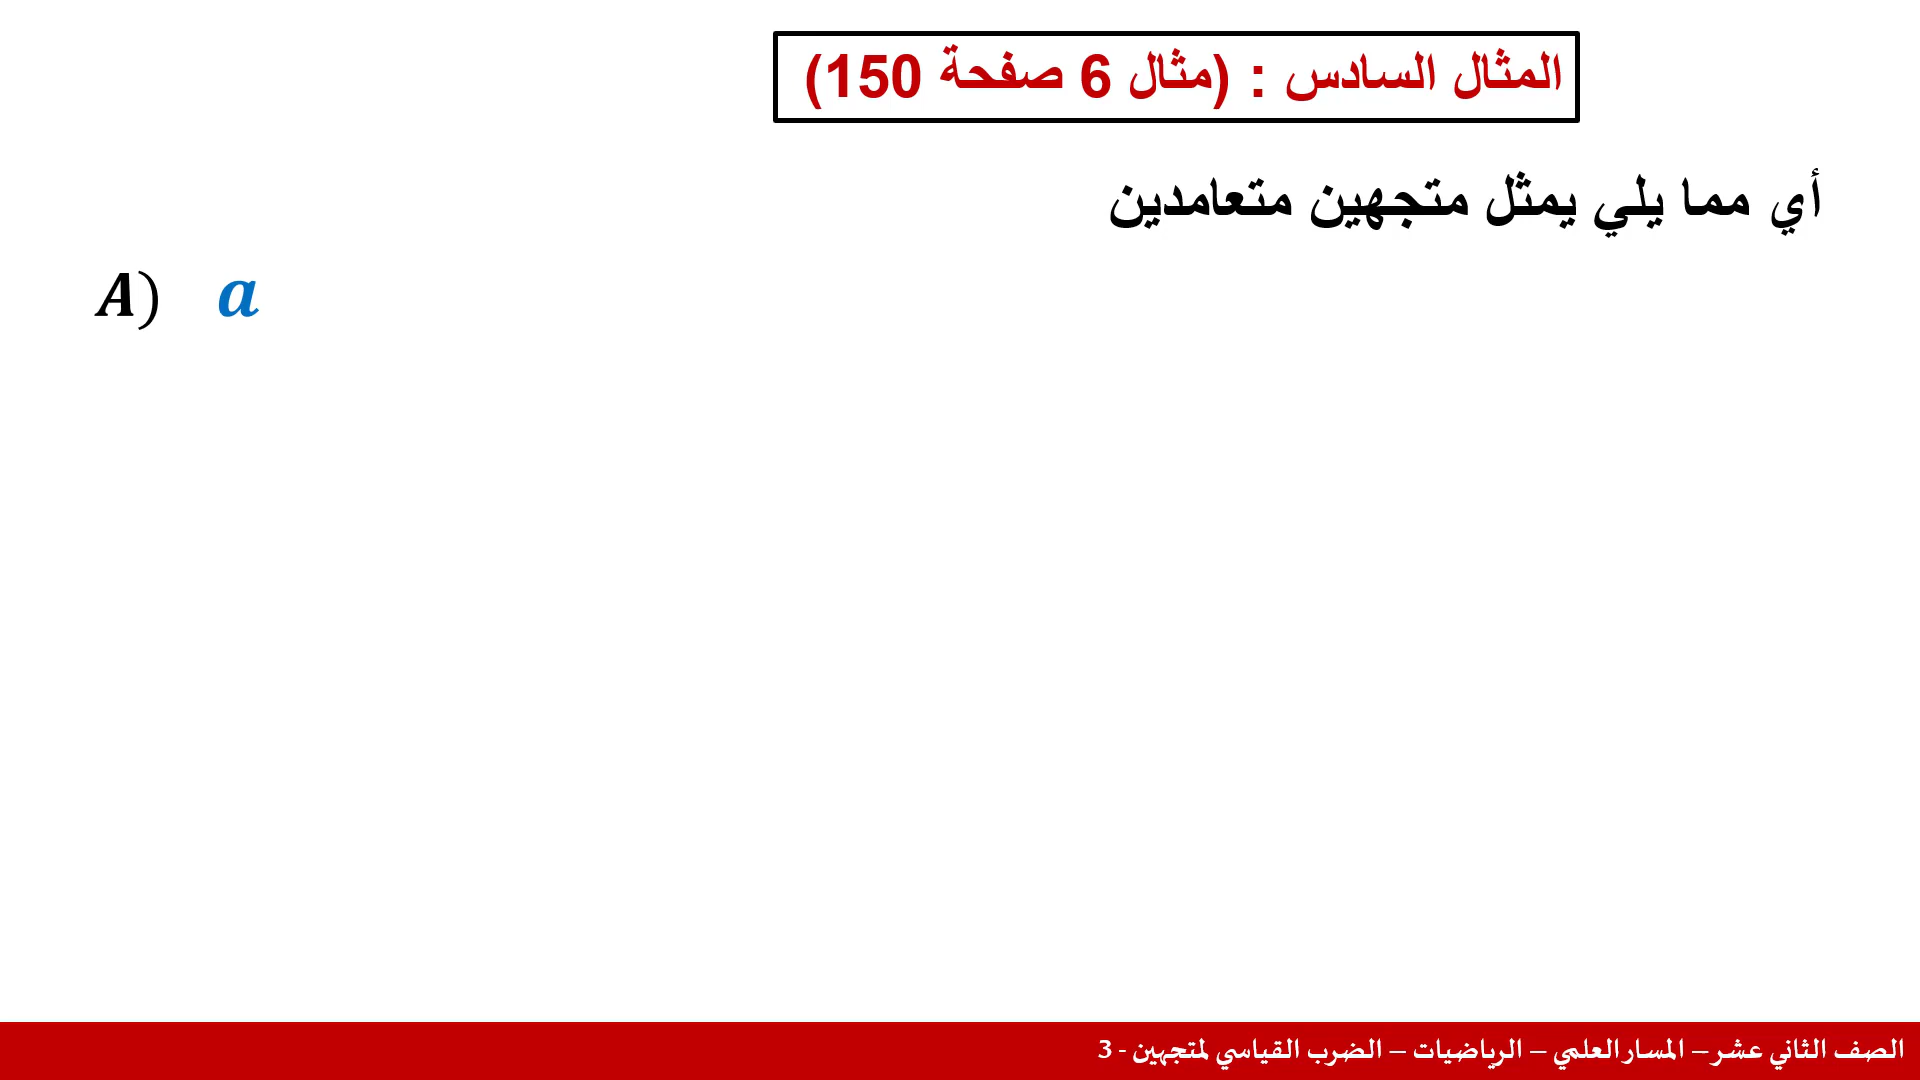 المثال السادس : (مثال 6 صفحة 150)
أي مما يلي يمثل متجهين متعامدين
A) a
الصف الثاني عشر – المسار العلمي – الرياضيات – الضرب القياسي لمتجهين - 3